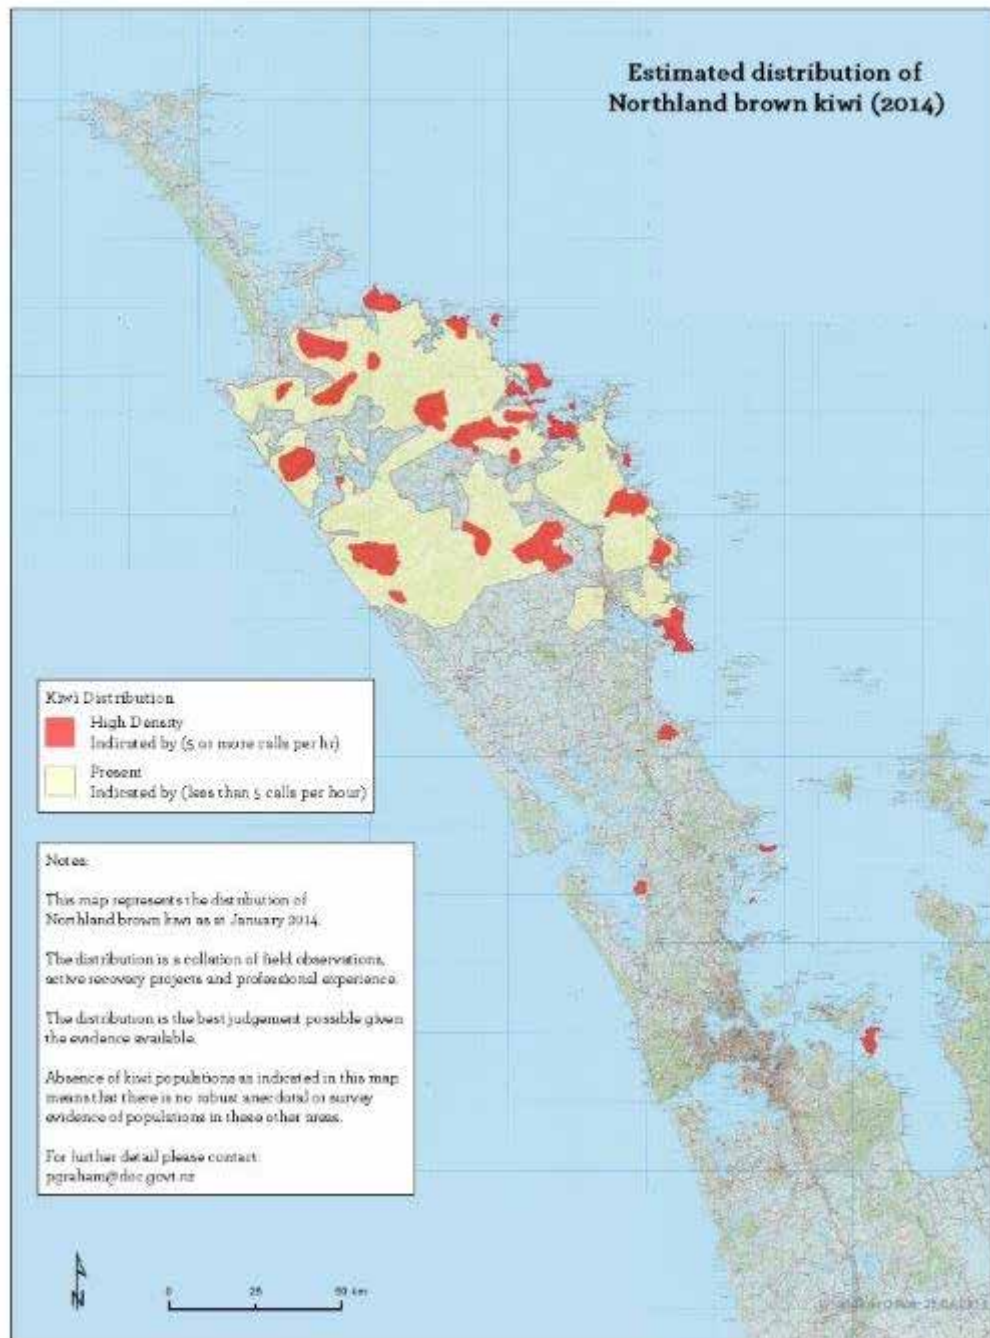 Estimated distribution of
Northland brown kiwi (2014)
Kiwi Distribution
High Density
Indicated by (5 or more calls per hr)
Present
Indicated by (less than 5 calls per hour)
Notes:
This map represents the distribution of
Northland brown kiwi as at January 2014.
The distribution is a collation of field observations,
active recovery projects and professional experience.
The distribution is the best judgement possible given
the evidence available.
Absence of kiwi populations as indicated in this map
means that there is no robust anecdotal or survey
evidence of populations in these other areas.
For further detail please contact:
pgraham@doc.govt.nz
N
0 25 50 km